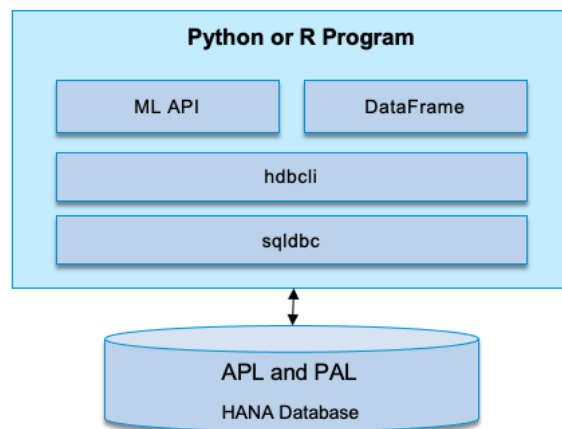 Python or R Program
ML API
DataFrame
hdbcli
sqldbc
APL and PAL
HANA Database